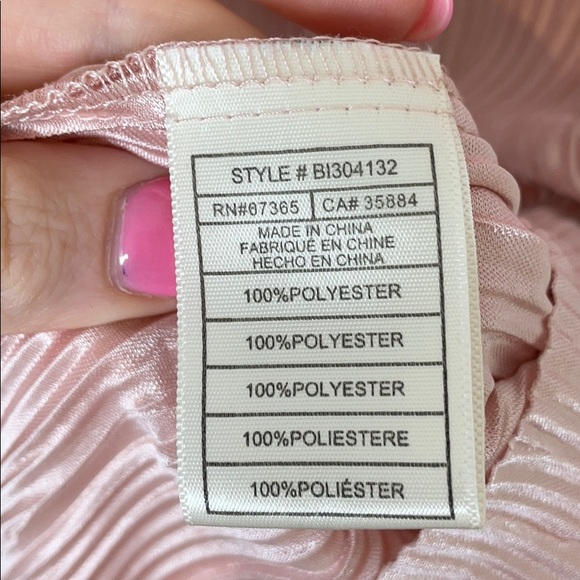 STYLE # BI304132
RN#67365 CA# 35884
MADE IN CHINA
FABRIQUÉ EN CHINE
HECHO EN CHINA
100%POLYESTER
100%POLYESTER
100%POLYESTER
100%POLIESTERE
100%POLIÉSTER